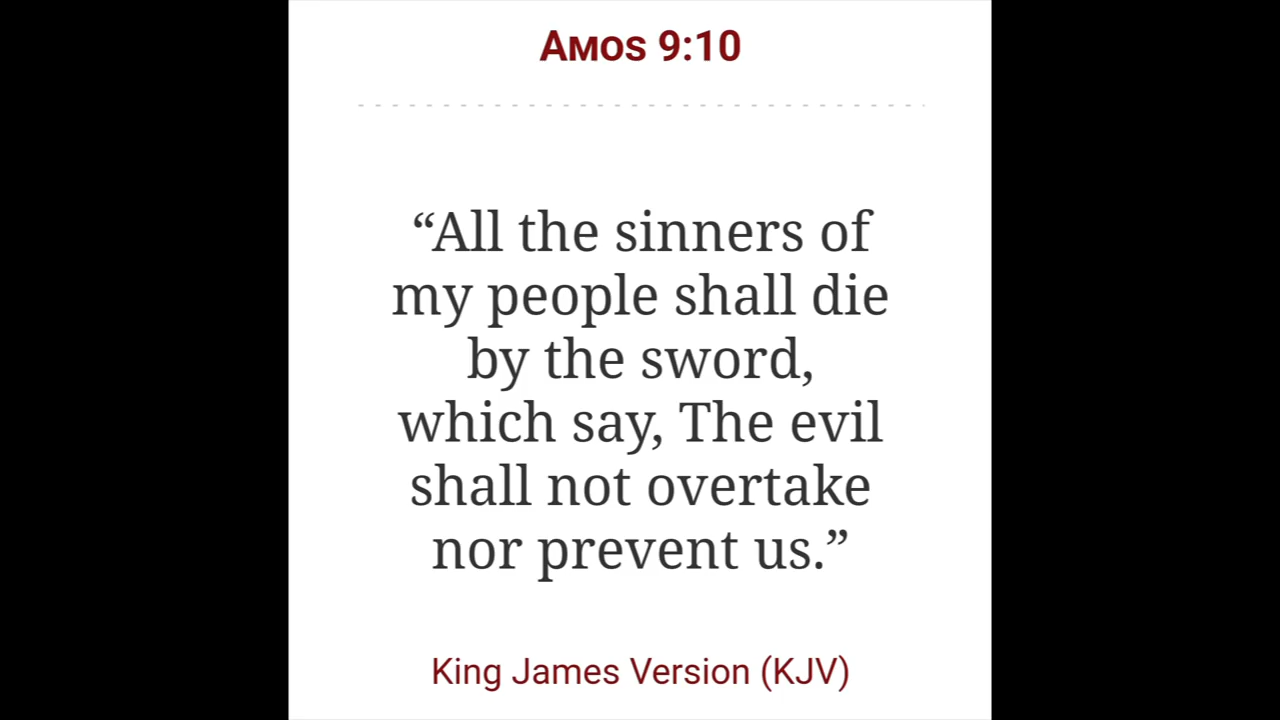 Amos 9:10
“All the sinners of
my people shall die
by the sword,
which say, The evil
shall not overtake
nor prevent us.”
King James Version (KJV)